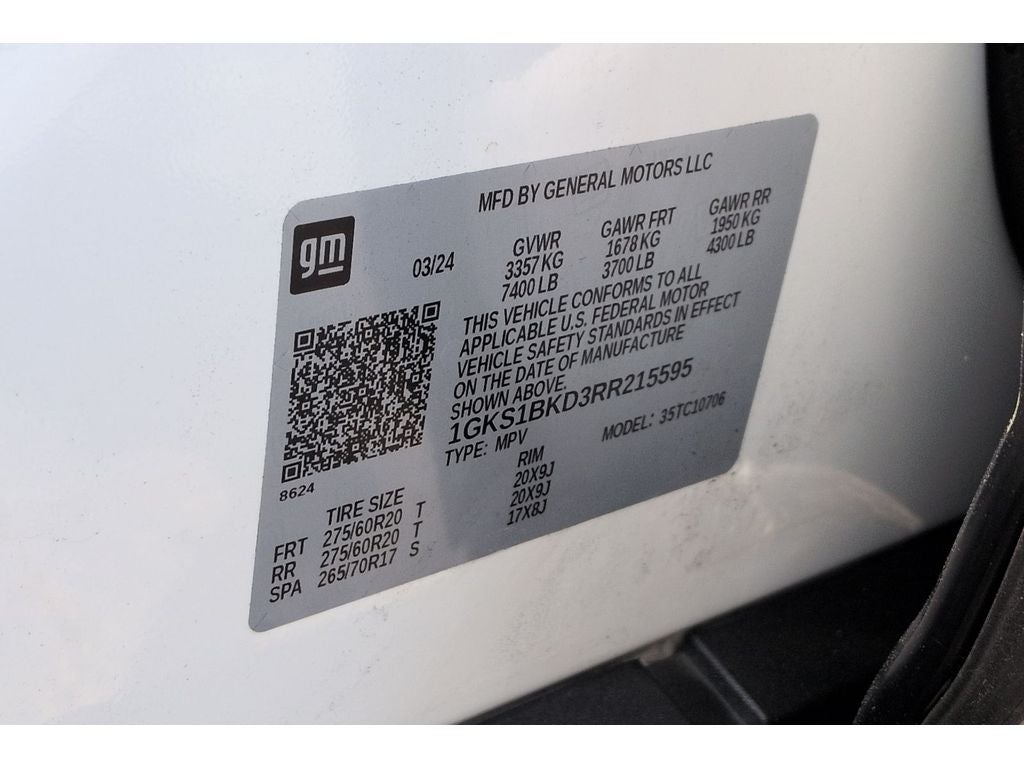 MFD BY GENERAL MOTORS LLC
gm
03/24
GVWR GAWR FRT GAWR RR
3357 KG 1678 KG 1950 KG
7400 LB 3700 LB 4300 LB
THIS VEHICLE CONFORMS TO ALL
APPLICABLE U.S. FEDERAL MOTOR
VEHICLE SAFETY STANDARDS IN EFFECT
ON THE DATE OF MANUFACTURE
SHOWN ABOVE.
1GKS1BKD3RR215595
TYPE: MPV MODEL: 35TC10706
8624
TIRE SIZE RIM
FRT 275/60R20 T 20X9J
RR 275/60R20 T 20X9J
SPA 265/70R17 S 17X8J